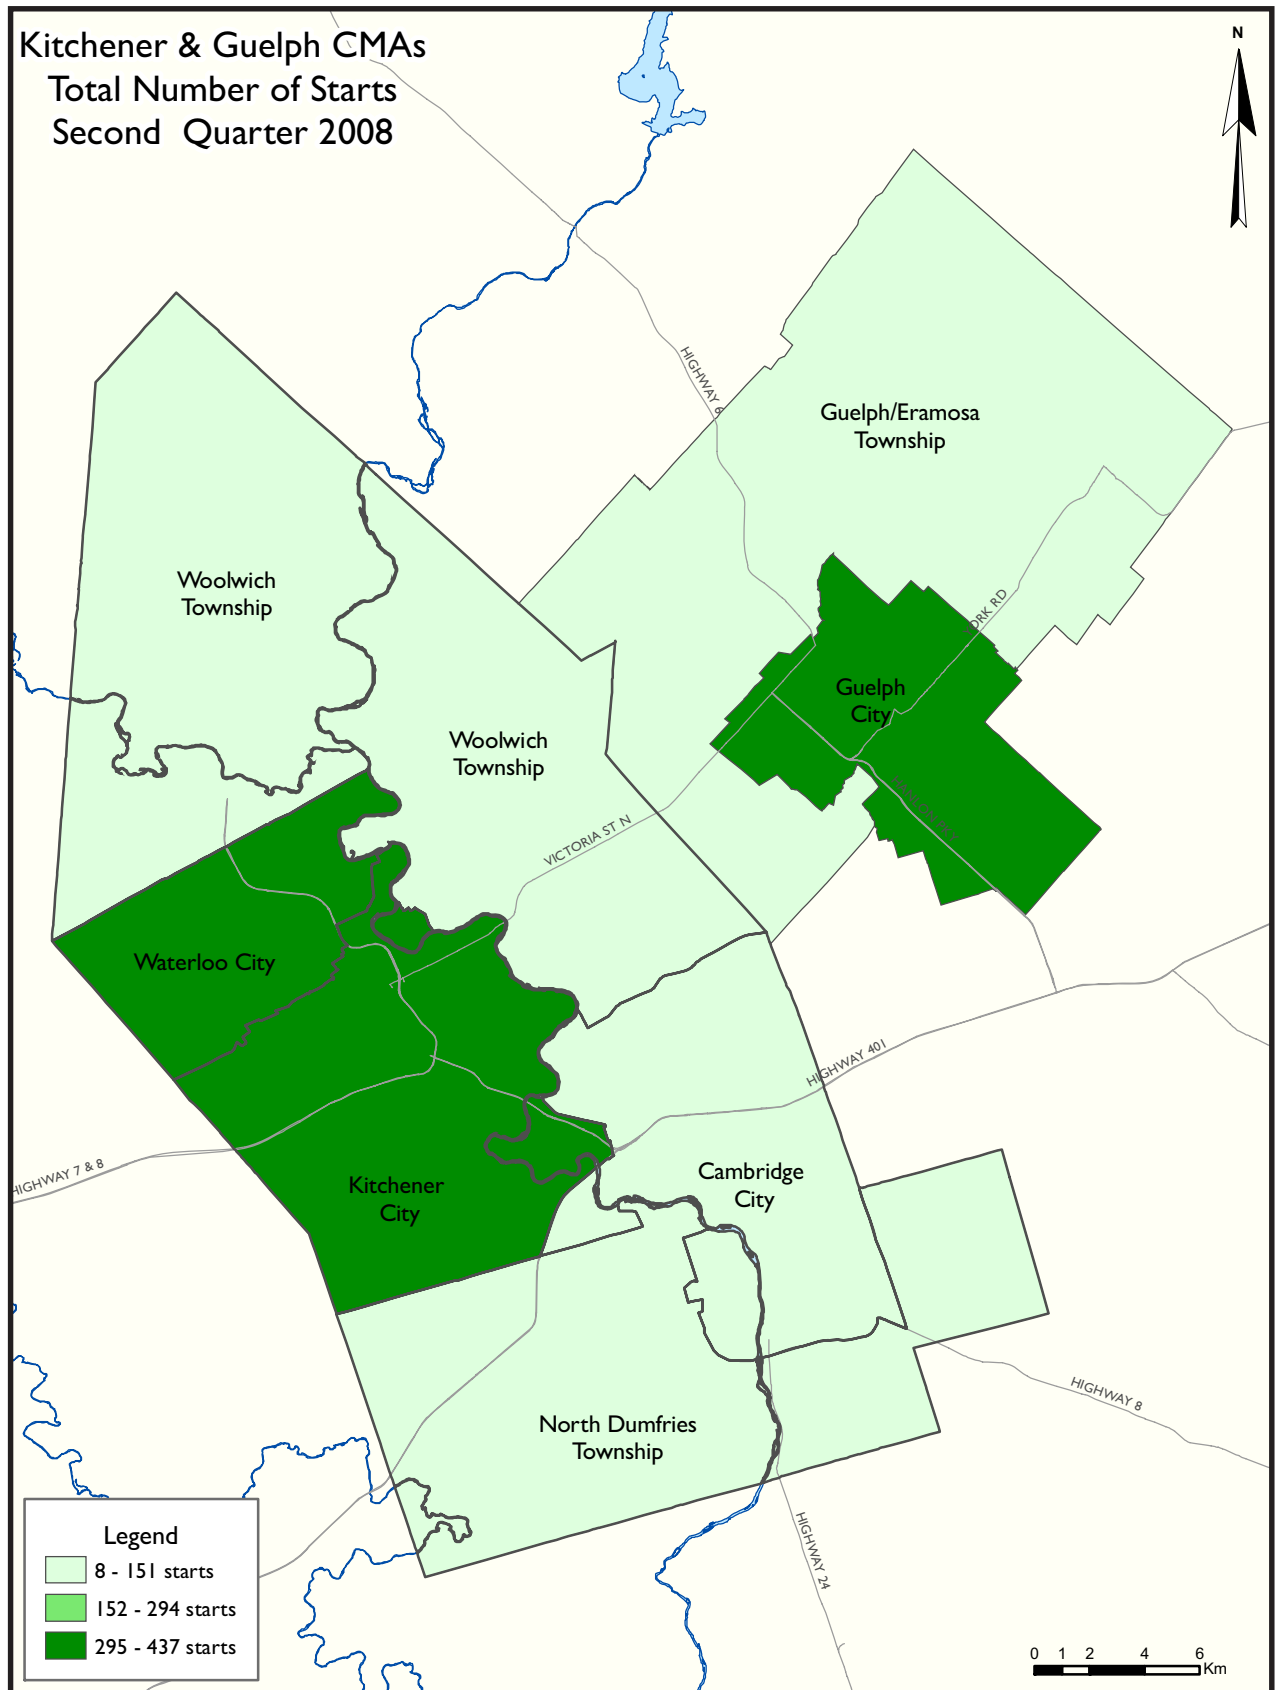 Kitchener & Guelph CMAs
Total Number of Starts
Second Quarter 2008
N
HIGHWAY 6
Guelph/Eramosa
Township
Woolwich
Township
ORK RD
Guelph
City
Woolwich
Township
VICTORIA ST N
Waterloo City
HIGHWAY 401
HIGHWAY 7 & 8
Kitchener
City
Cambridge
City
HIGHWAY 8
North Dumfries
Township
HIGHWAY 24
Legend
8 - 151 starts
152 - 294 starts
295 - 437 starts
0 1 2 4 6
Km